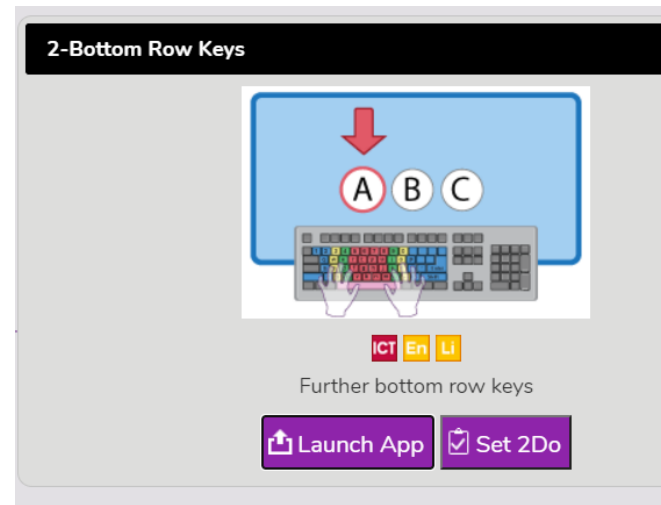 2-Bottom Row Keys
A B C
ICT En Li
Further bottom row keys
Launch App Set 2Do